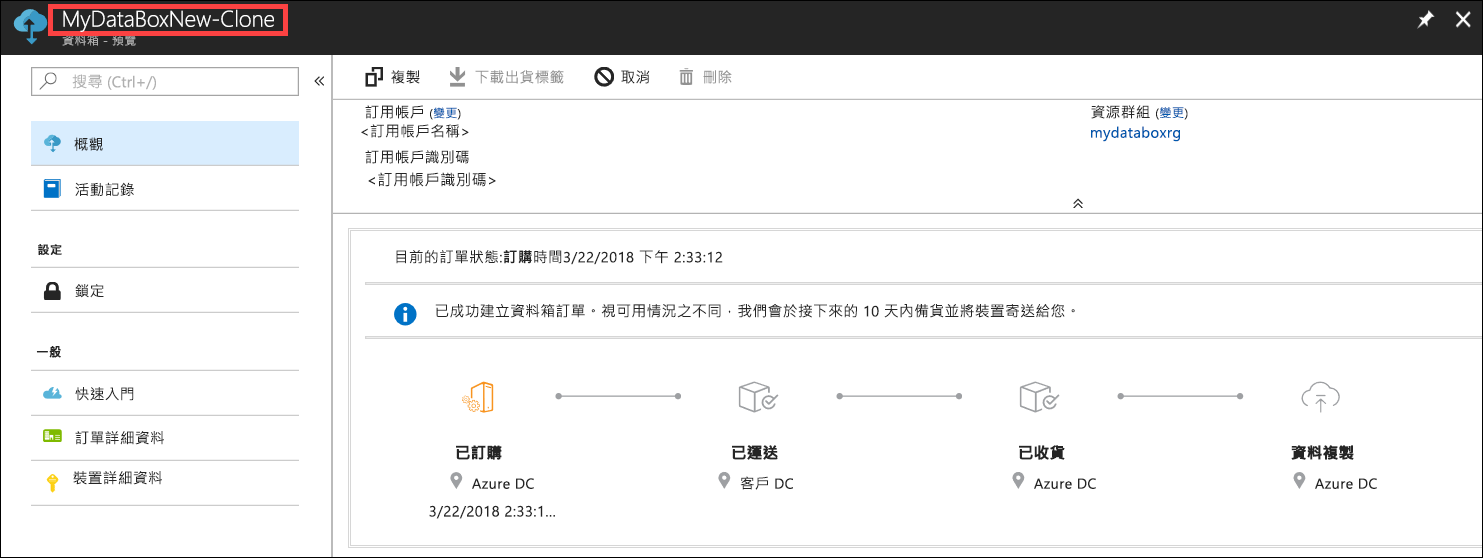 MyDataBoxNew-Clone
資料箱 - 預覽
搜尋 (Ctrl+/)
概觀
活動記錄
設定
鎖定
一般
快速入門
訂單詳細資料
裝置詳細資料
複製 下載出貨標籤 取消 刪除
訂用帳戶 (變更) 資源群組 (變更)
<訂用帳戶名稱> mydataboxrg
訂用帳戶識別碼
<訂用帳戶識別碼>
目前的訂單狀態:訂購時間3/22/2018 下午 2:33:12
已成功建立資料箱訂單。視可用情況之不同，我們會於接下來的 10 天內備貨並將裝置寄送給您。
已訂購 已運送 已收貨 資料複製
Azure DC 客戶 DC Azure DC Azure DC
3/22/2018 2:33:1...